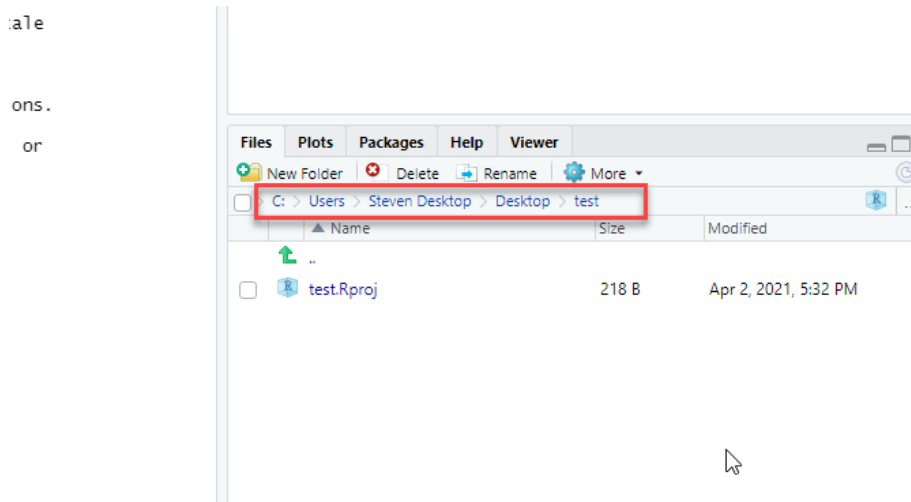 ale
ons.
or
Files Plots Packages Help Viewer
New Folder Delete Rename More
C: > Users > Steven Desktop > Desktop > test
R ..
Name Size Modified
..
R test.Rproj 218 B Apr 2, 2021, 5:32 PM